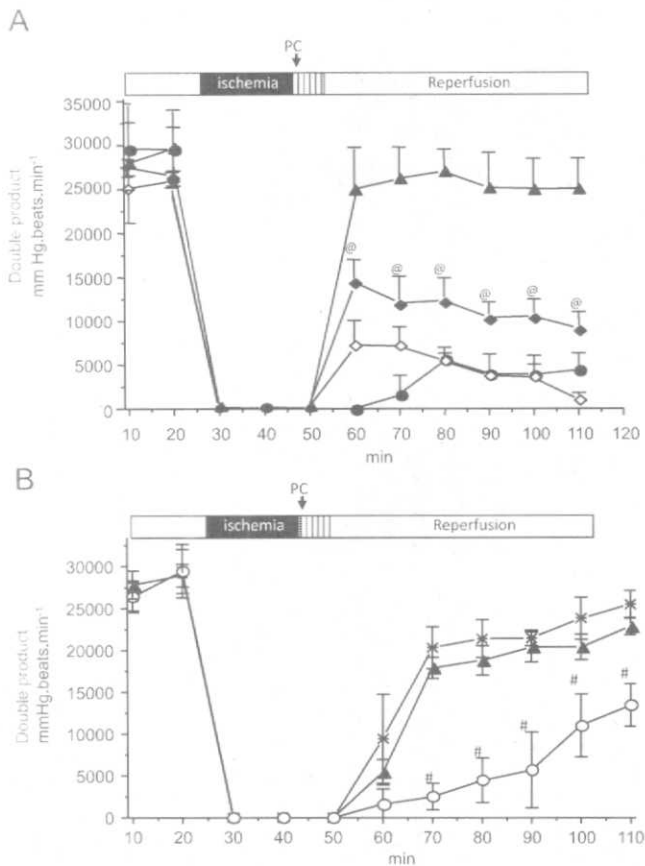 A
PC
ischemia
Reperfusion
Double product
mm Hg.beats.min-1
35000
30000
25000
20000
15000
10000
5000
0
@ @ @ @ @ @
10 20 30 40 50 60 70 80 90 100 110 120
min
B
PC
ischemia
Reperfusion
Double product
mmHg.beats.min-1
30000
25000
20000
15000
10000
5000
0
# # # # #
10 20 30 40 50 60 70 80 90 100 110
min